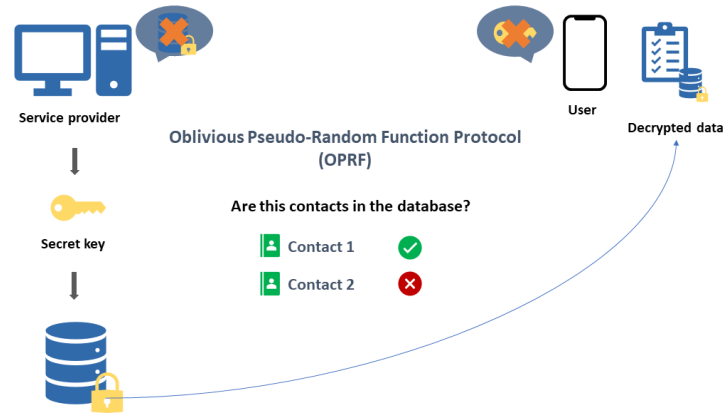 Service provider
User
Decrypted data
Oblivious Pseudo-Random Function Protocol
(OPRF)
Are this contacts in the database?
Secret key
Contact 1
Contact 2